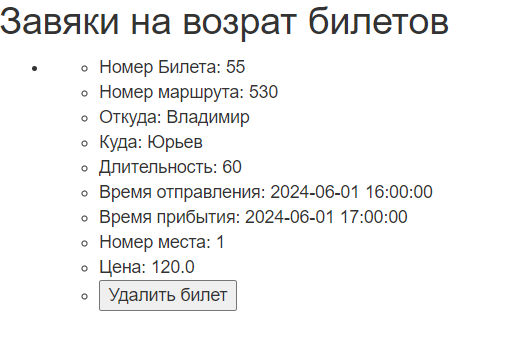 Завяки на возрат билетов
Номер Билета: 55
Номер маршрута: 530
Откуда: Владимир
Куда: Юрьев
Длительность: 60
Время отправления: 2024-06-01 16:00:00
Время прибытия: 2024-06-01 17:00:00
Номер места: 1
Цена: 120.0
Удалить билет